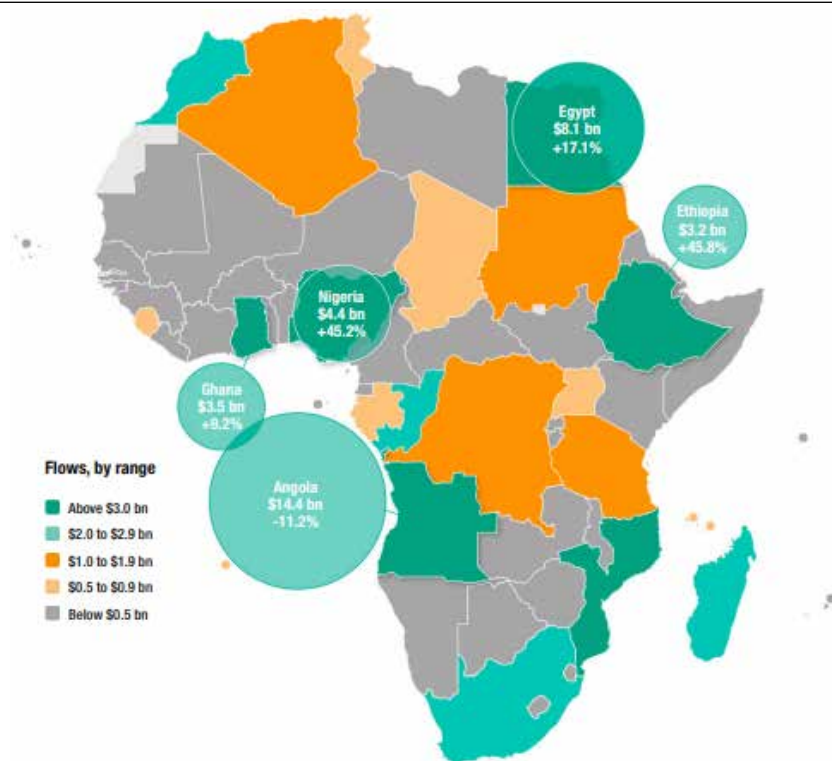 Egypt
$8.1 bn
+17.1%
Ethiopia
$3.2 bn
+45.8%
Nigeria
$4.4 bn
+45.2%
Ghana
$3.5 bn
+9.2%
Angola
$14.4 bn
-11.2%
Flows, by range
Above $3.0 bn
$2.0 to $2.9 bn
$1.0 to $1.9 bn
$0.5 to $0.9 bn
Below $0.5 bn